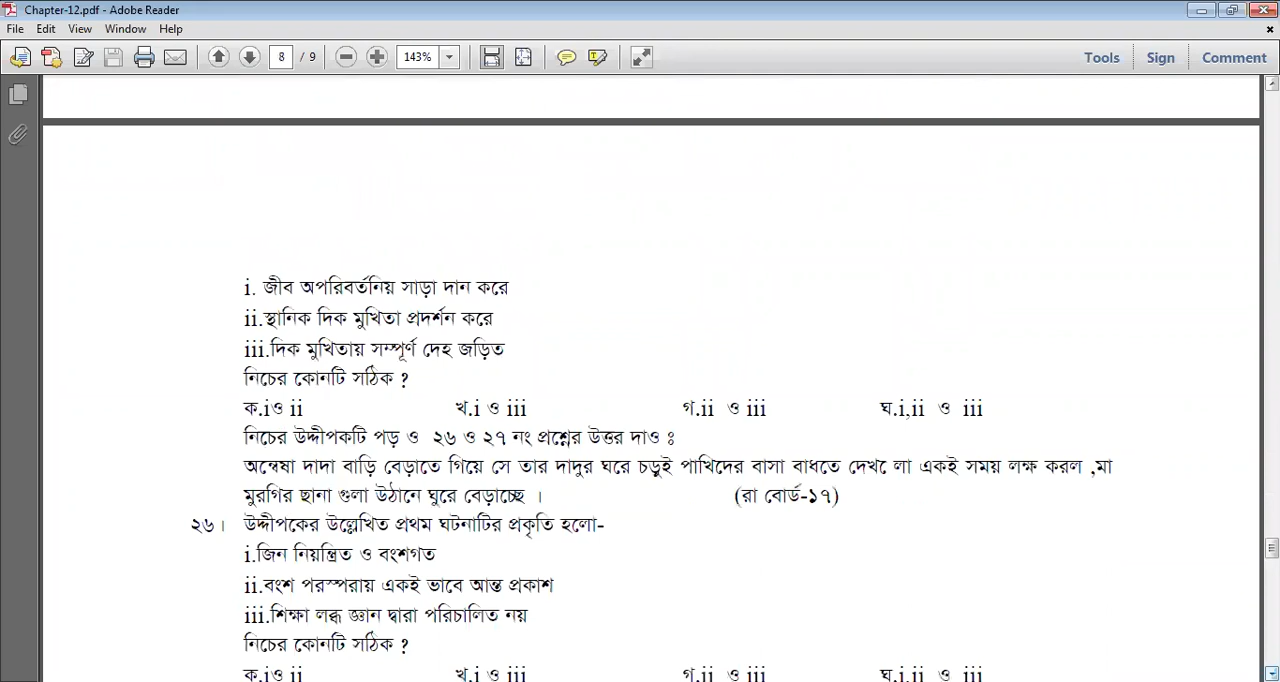 Chapter-12.pdf - Adobe Reader
File Edit View Window Help
8 / 9 143% Tools Sign Comment
i. জীব অপরিবর্তনিয় সাড়া দান করে
ii.স্থানিক দিক মুখিতা প্রদর্শন করে
iii.দিক মুখিতায় সম্পূর্ণ দেহ জড়িত
নিচের কোনটি সঠিক ?
ক.iও ii খ.i ও iii গ.ii ও iii ঘ.i,ii ও iii
নিচের উদ্দীপকটি পড় ও ২৬ ও ২৭ নং প্রশ্নের উত্তর দাও ঃ
অন্বেষা দাদা বাড়ি বেড়াতে গিয়ে সে তার দাদুর ঘরে চড়ুই পাখিদের বাসা বাধতে দেখে লা একই সময় লক্ষ করল ,মা
মুরগির ছানা গুলা উঠানে ঘুরে বেড়াচ্ছে । (রা বোর্ড-১৭)
২৬। উদ্দীপকের উল্লেখিত প্রথম ঘটনাটির প্রকৃতি হলো-
i.জিন নিয়ন্ত্রিত ও বংশগত
ii.বংশ পরস্পরায় একই ভাবে আন্ত প্রকাশ
iii.শিক্ষা লব্ধ জ্ঞান দ্বারা পরিচালিত নয়
নিচের কোনটি সঠিক ?
ক.iও ii খ.i ও iii গ.ii ও iii ঘ.i,ii ও iii